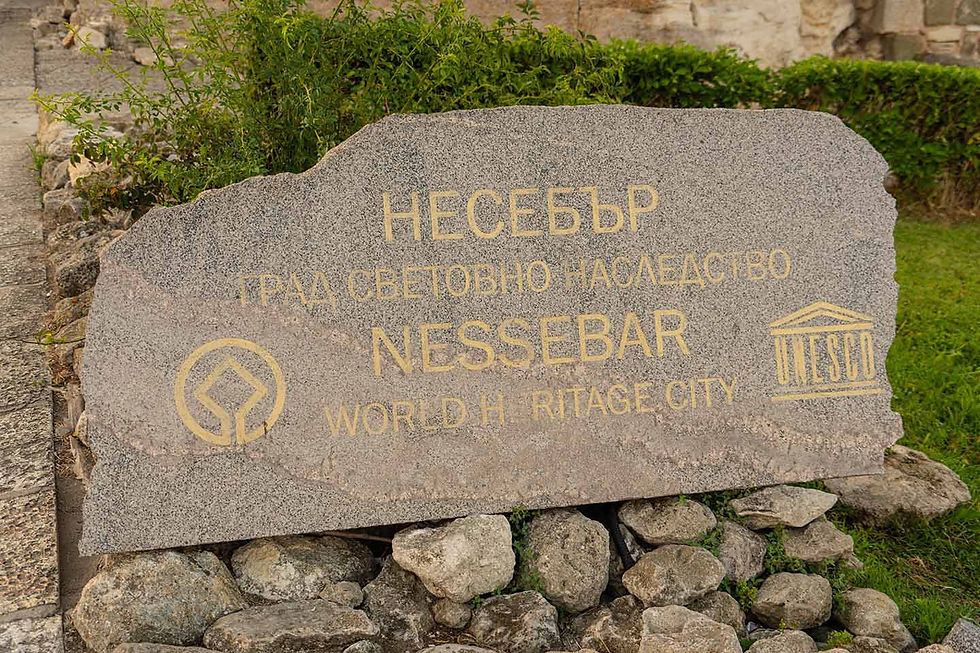 НЕСЕБЪР
ГРАД СВЕТОВНО НАСЛЕДСТВО
NESSEBAR
WORLD H RITAGE CITY
UNESCO